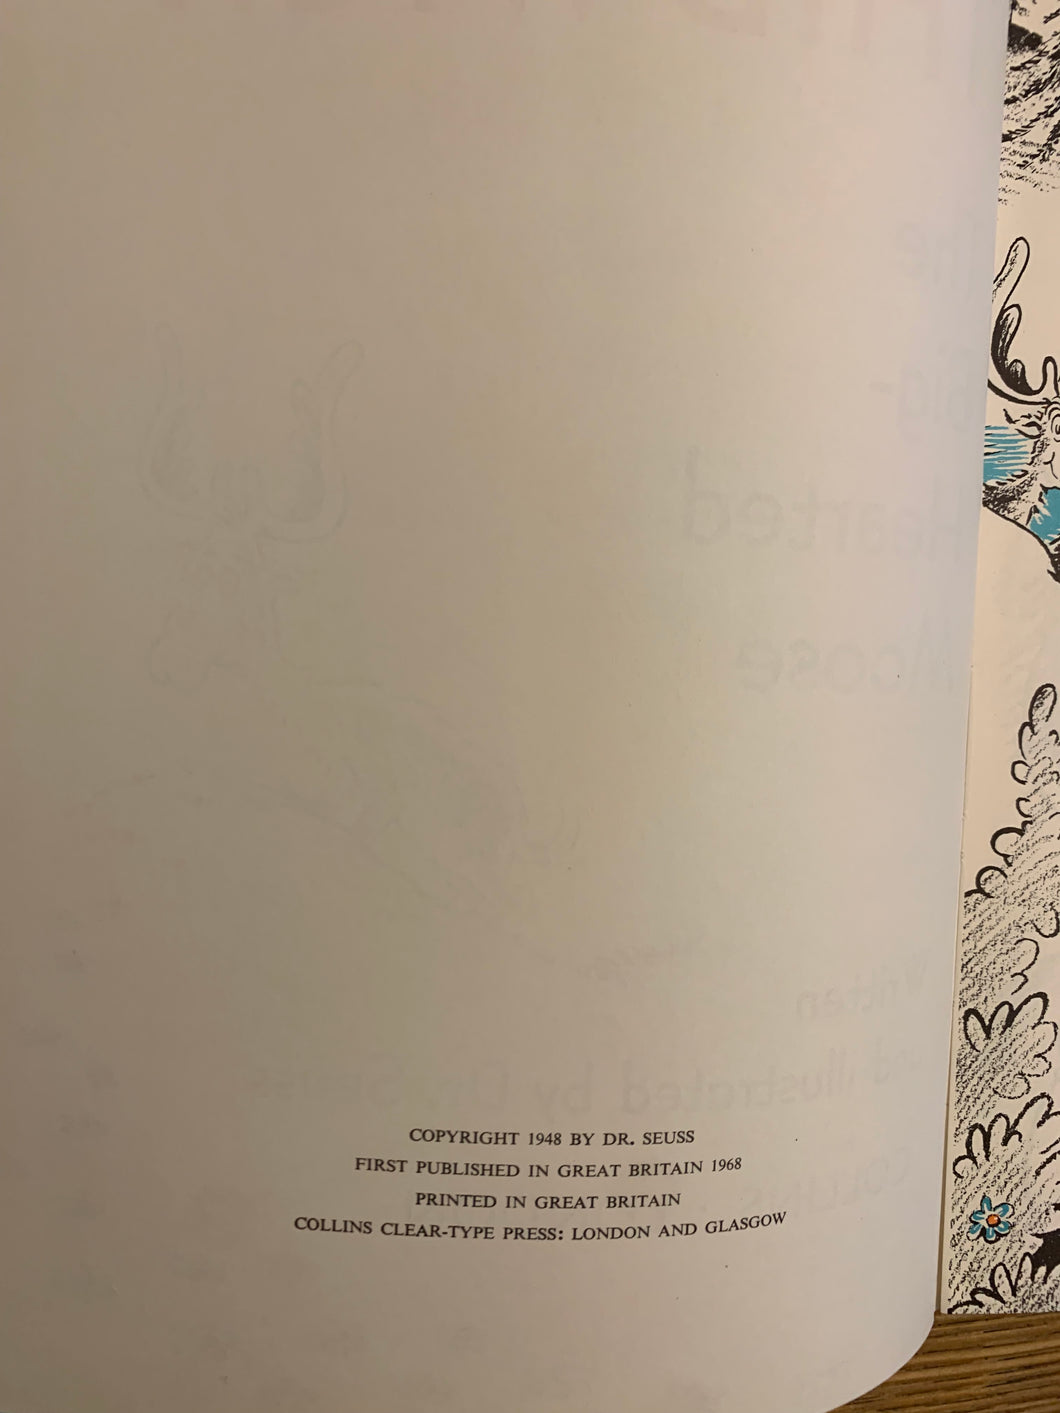 COPYRIGHT 1948 BY DR. SEUSS
FIRST PUBLISHED IN GREAT BRITAIN 1968
PRINTED IN GREAT BRITAIN
COLLINS CLEAR-TYPE PRESS: LONDON AND GLASGOW